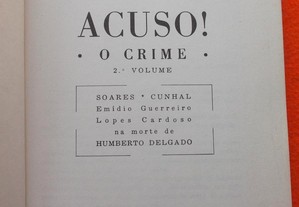 ACUSO!
• O CRIME •
2.º VOLUME
SOARES * CUNHAL
Emídio Guerreiro
Lopes Cardoso
na morte de
HUMBERTO DELGADO